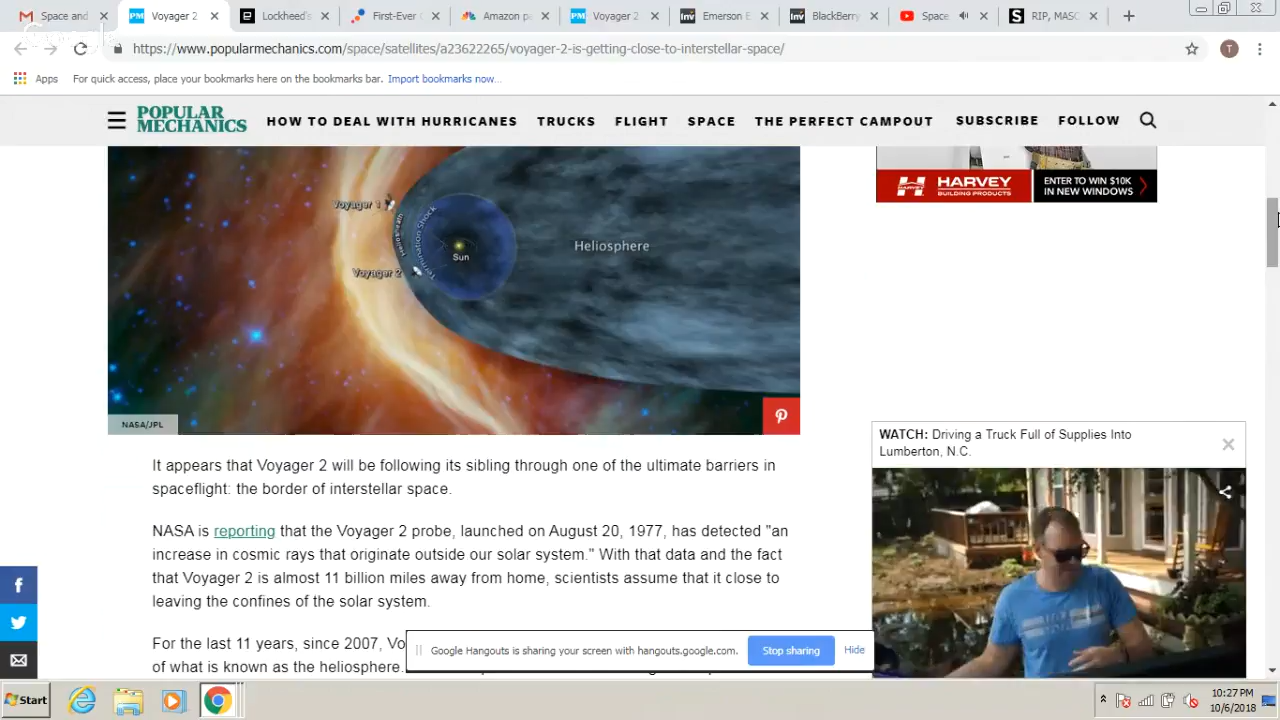 Space and
Voyager 2
Lockheed's
First-Ever
Amazon p
Voyager 2
Emerson E
BlackBerry
Space
RIP, MASC
https://www.popularmechanics.com/space/satellites/a23622265/voyager-2-is-getting-close-to-interstellar-space/
T
Apps For quick access, place your bookmarks here on the bookmarks bar. Import bookmarks now...
POPULAR
MECHANICS
HOW TO DEAL WITH HURRICANES TRUCKS FLIGHT SPACE THE PERFECT CAMPOUT SUBSCRIBE FOLLOW
HARVEY
BUILDING PRODUCTS
ENTER TO WIN $10K
IN NEW WINDOWS
Voyager 1
Heliosheath
Termination Shock
Heliosphere
Sun
Voyager 2
NASA/JPL
It appears that Voyager 2 will be following its sibling through one of the ultimate barriers in
spaceflight: the border of interstellar space.
NASA is reporting that the Voyager 2 probe, launched on August 20, 1977, has detected "an
increase in cosmic rays that originate outside our solar system." With that data and the fact
that Voyager 2 is almost 11 billion miles away from home, scientists assume that it close to
leaving the confines of the solar system.
For the last 11 years, since 2007, Vo
of what is known as the heliosphere.
WATCH: Driving a Truck Full of Supplies Into
Lumberton, N.C.
Google Hangouts is sharing your screen with hangouts.google.com. Stop sharing Hide
Start
10:27 PM
10/6/2018